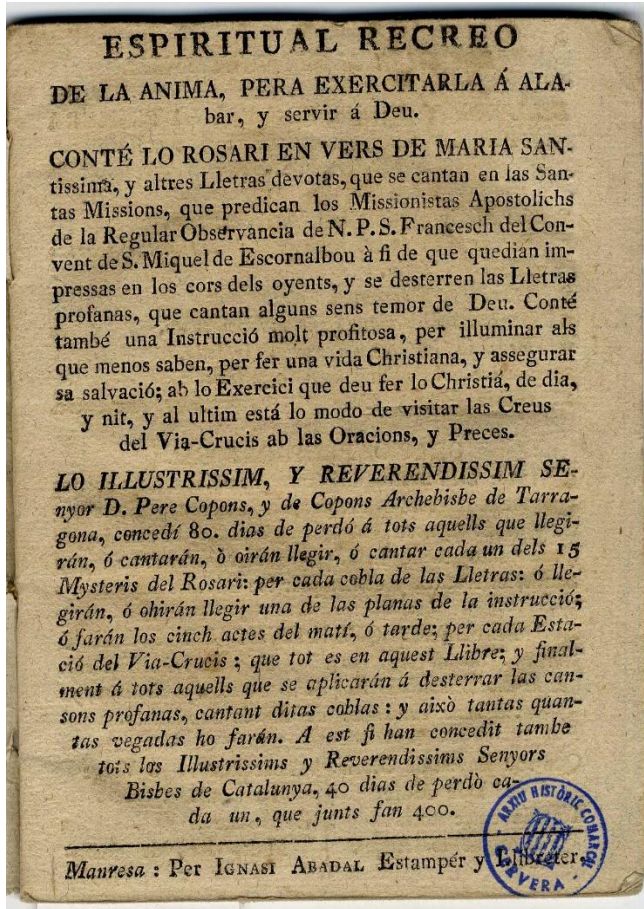 ESPIRITUAL RECREO
DE LA ANIMA, PERA EXERCITARLA Á ALA-
bar, y servir á Deu.
CONTÉ LO ROSARI EN VERS DE MARIA SAN-
tissima, y altres Lletras devotas, que se cantan en las San-
tas Missions, que predican los Missionistas Apostolichs
de la Regular Observancia de N. P. S. Francesch del Con-
vent de S. Miquel de Escornalbou à fi de que quedian im-
pressas en los cors dels oyents, y se desterren las Lletras
profanas, que cantan alguns sens temor de Deu. Conté
també una Instrucció molt profitosa, per illuminar als
que menos saben, per fer una vida Christiana, y assegurar
sa salvació; ab lo Exercici que deu fer lo Christiá, de dia,
y nit, y al ultim está lo modo de visitar las Creus
del Via-Crucis ab las Oracions, y Preces.
LO ILLUSTRISSIM, Y REVERENDISSIM SE-
nyor D. Pere Copons, y de Copons Archebisbe de Tarra-
gona, concedí 80. dias de perdó á tots aquells que llegi-
rán, ó cantarán, ò oirán llegir, ó cantar cada un dels 15
Mysteris del Rosari: per cada cobla de las Lletras: ó lle-
girán, ó ohirán llegir una de las planas de la instrucció;
ó farán los cinch actes del matí, ó tarde; per cada Esta-
ció del Via-Crucis; que tot es en aquest Llibre; y final-
ment á tots aquells que se aplicarán á desterrar las can-
sons profanas, cantant ditas coblas: y això tantas quan-
tas vegadas ho farán. A est fi han concedit tambe
tots los Illustrissims y Reverendissims Senyors
Bisbes de Catalunya, 40 dias de perdò ca-
da un, que junts fan 400.
Manresa: Per IGNASI ABADAL Estampér y Llibreter.
ARXIU HISTÒRIC COMARCAL
CERVERA